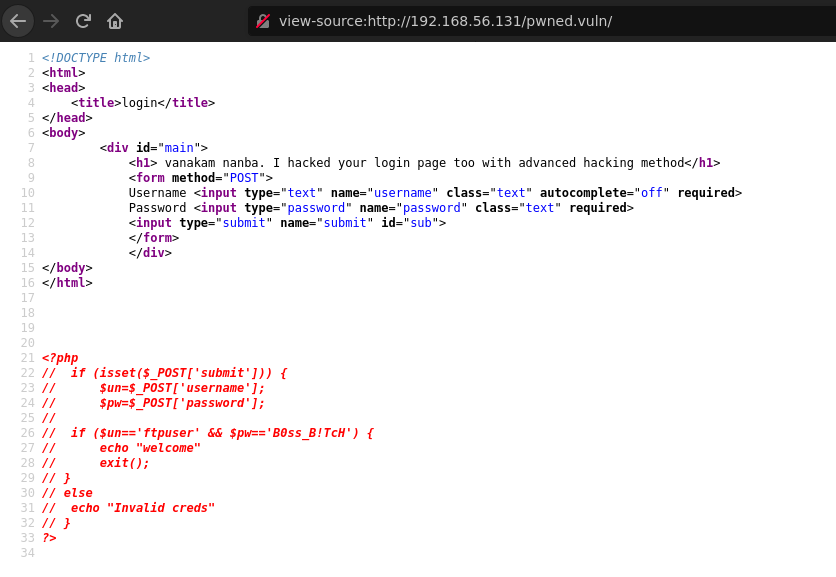 view-source:http://192.168.56.131/pwned.vuln/
1 <!DOCTYPE html>
2 <html>
3 <head>
4     <title>login</title>
5 </head>
6 <body>
7         <div id="main">
8             <h1> vanakam nanba. I hacked your login page too with advanced hacking method</h1>
9             <form method="POST">
10             Username <input type="text" name="username" class="text" autocomplete="off" required>
11             Password <input type="password" name="password" class="text" required>
12             <input type="submit" name="submit" id="sub">
13             </form>
14             </div>
15 </body>
16 </html>
17
18
19
20
21 <?php
22 //  if (isset($_POST['submit'])) {
23 //      $un=$_POST['username'];
24 //      $pw=$_POST['password'];
25 //
26 //  if ($un=='ftpuser' && $pw=='B0ss_B!TcH') {
27 //      echo "welcome"
28 //      exit();
29 // }
30 // else
31 //  echo "Invalid creds"
32 // }
33 ?>
34